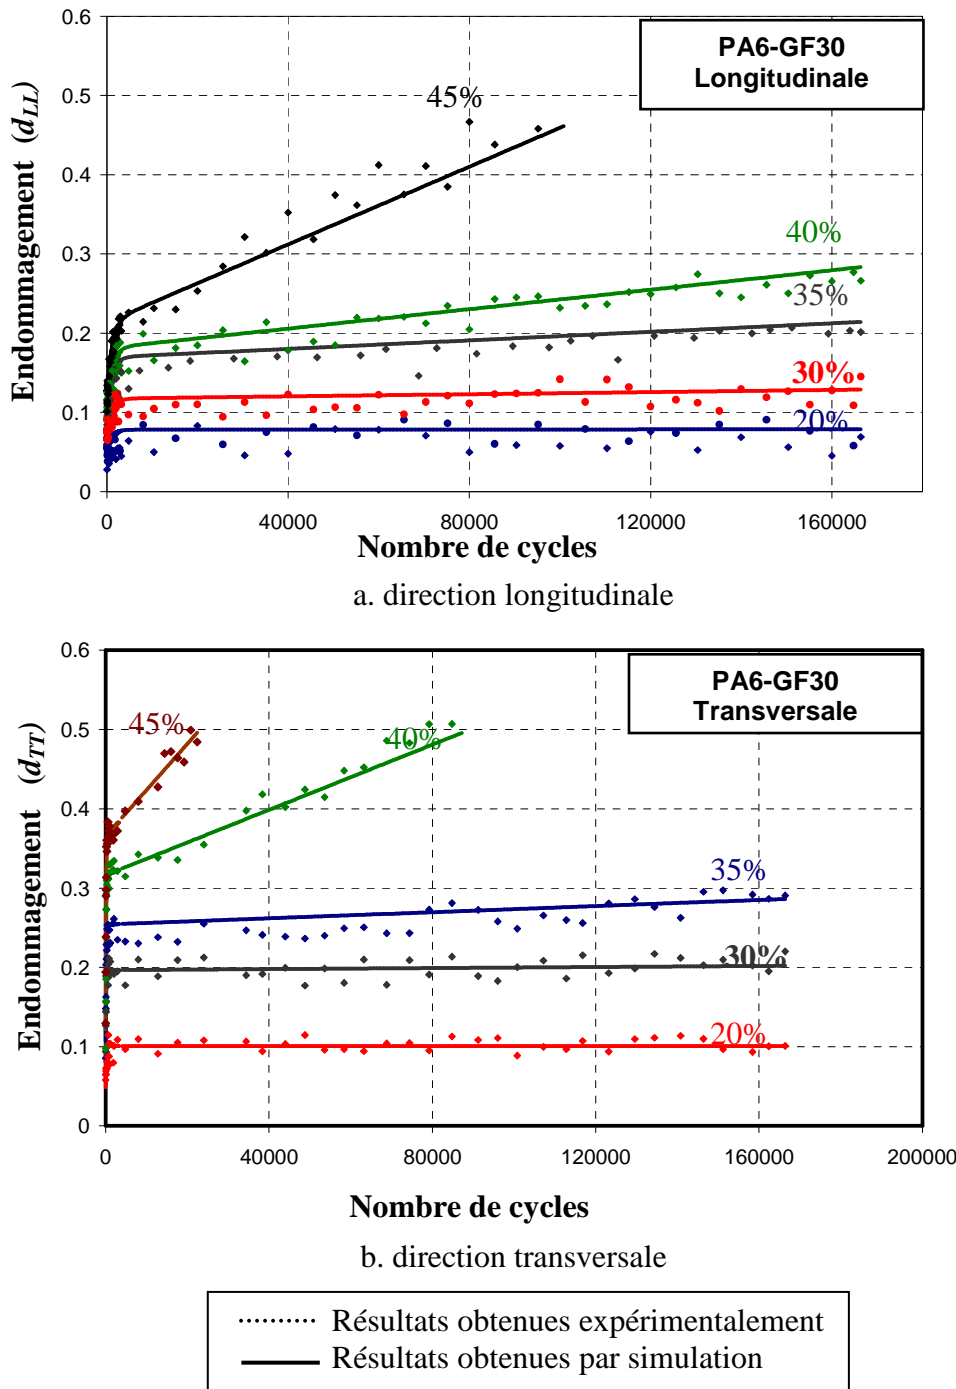 PA6-GF30
Longitudinale
0.6
0.5
0.4
0.3
0.2
0.1
0
Endommagement (dLL)
45%
40%
35%
30%
20%
0 40000 80000 120000 160000
Nombre de cycles
a. direction longitudinale
PA6-GF30
Transversale
0.6
0.5
0.4
0.3
0.2
0.1
0
Endommagement (dTT)
45%
40%
35%
30%
20%
0 40000 80000 120000 160000 200000
Nombre de cycles
b. direction transversale
Résultats obtenues expérimentalement
Résultats obtenues par simulation